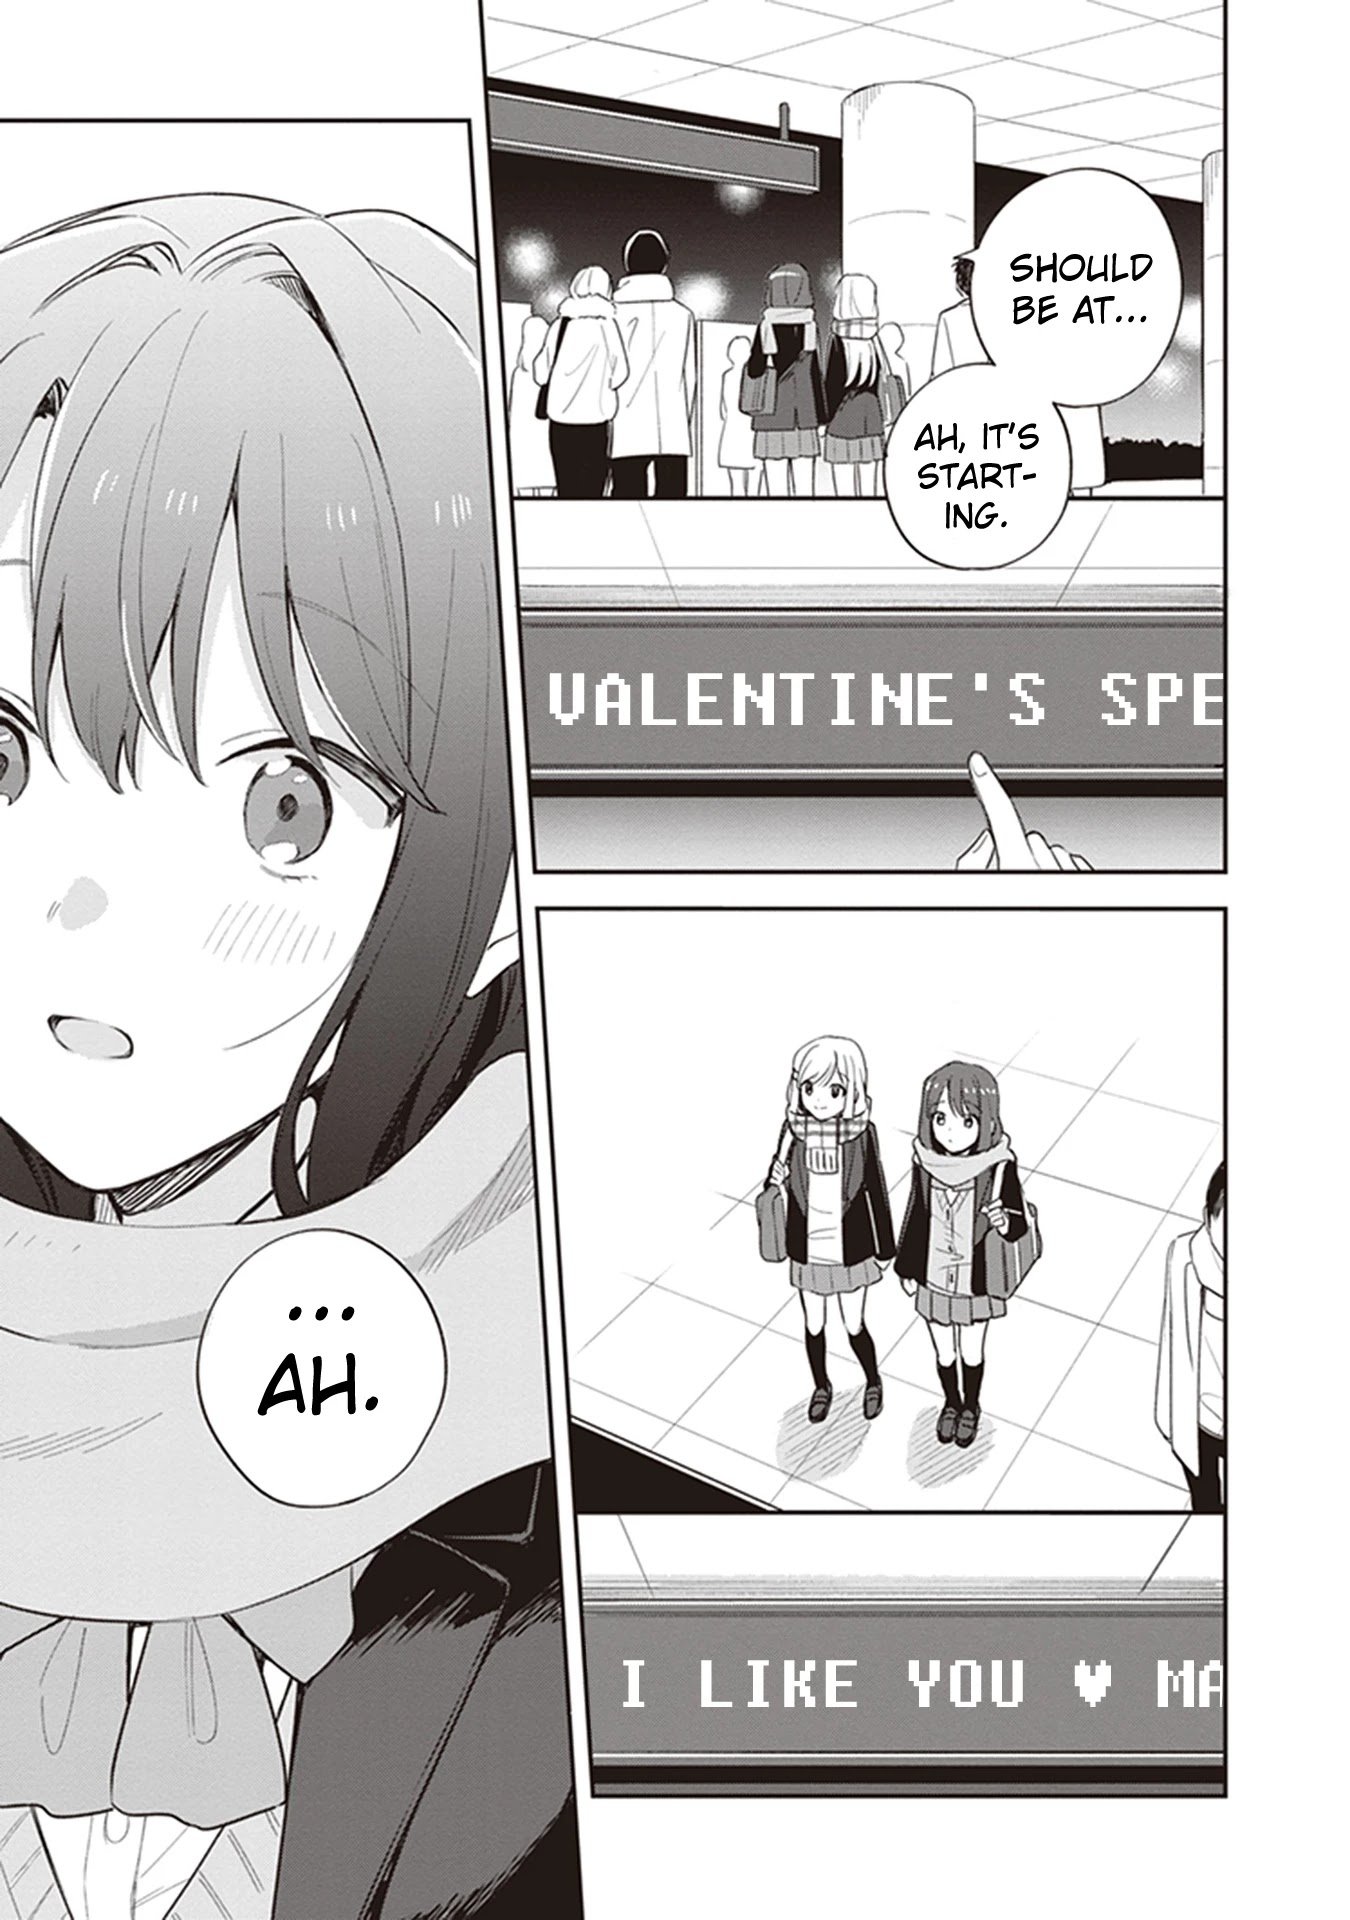 SHOULD
BE AT...
AH, IT'S
START-
ING.
VALENTINE'S SPE
I LIKE YOU ♥ MA
...
AH.